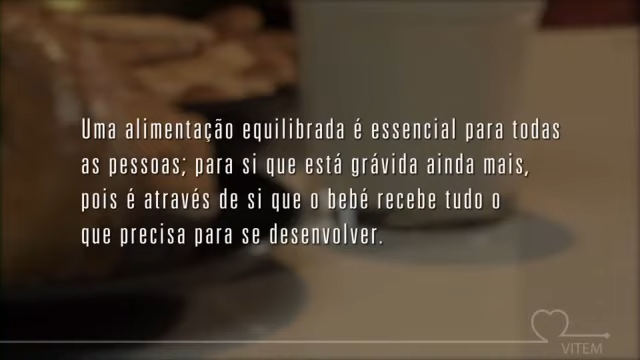 Uma alimentação equilibrada é essencial para todas
as pessoas; para si que está grávida ainda mais,
pois é através de si que o bebé recebe tudo o
que precisa para se desenvolver.
VITEM